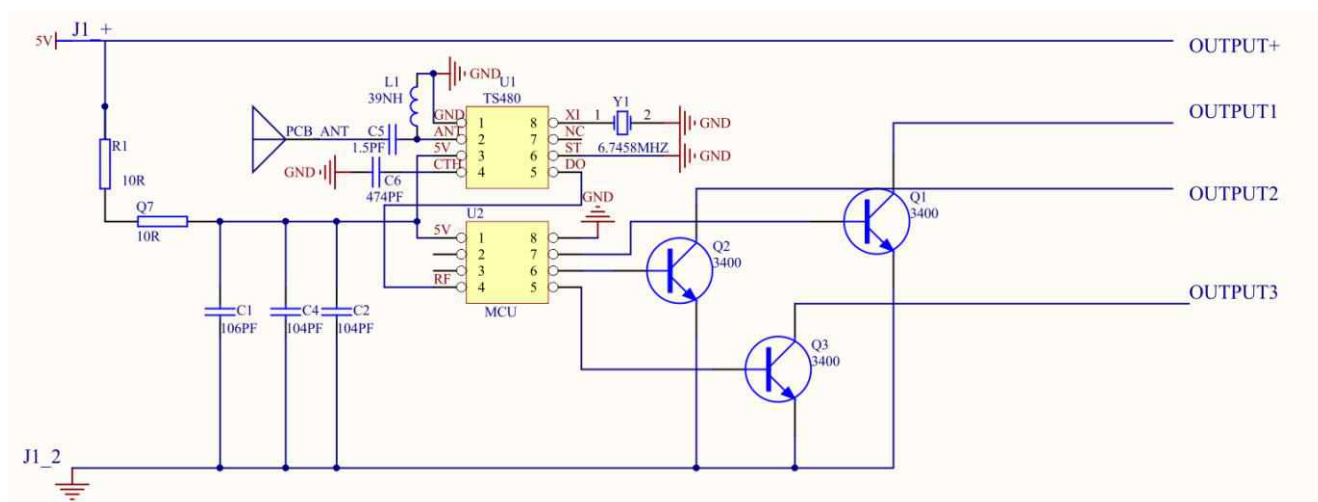 J1_+
5V
OUTPUT+
L1
39NH
GND
U1
TS480
PCB_ANT
C5
1.5PF
GND
ANT
5V
CTH
1
2
3
4
8
7
6
5
XI
NC
ST
DO
1
Y1
2
6.7458MHZ
GND
GND
OUTPUT1
R1
10R
GND
C6
474PF
GND
OUTPUT2
Q7
10R
U2
5V
RF
1
2
3
4
8
7
6
5
MCU
Q1
3400
Q2
3400
OUTPUT3
C1
106PF
C4
104PF
C2
104PF
Q3
3400
J1_2